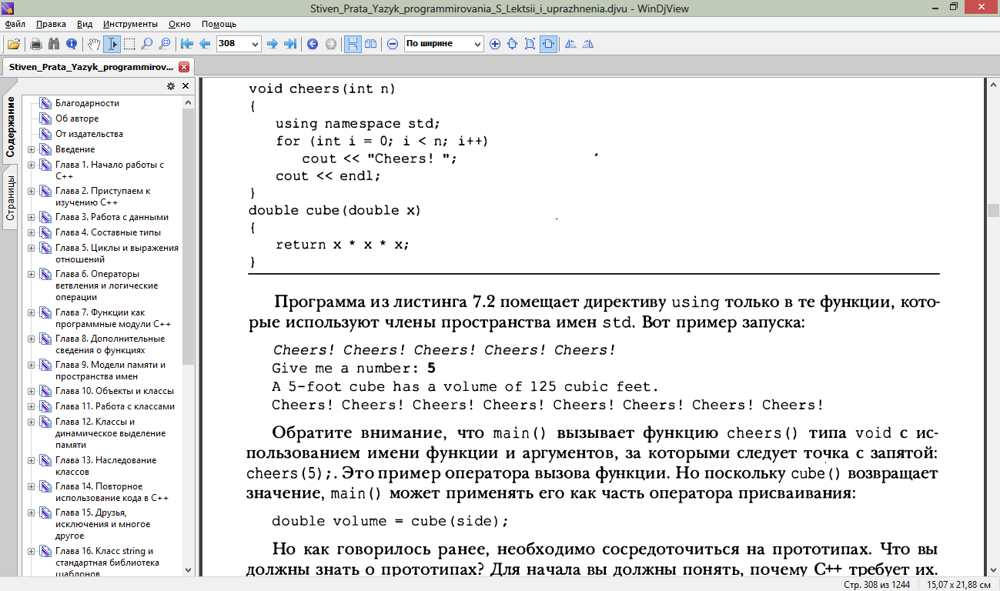 Stiven_Prata_Yazyk_programmirovania_S_Lektsii_i_uprazhnenia.djvu - WinDjView
Файл Правка Вид Инструменты Окно Помощь
308 По ширине
Stiven_Prata_Yazyk_programmirov...
Содержание
Страницы
Благодарности
Об авторе
От издательства
Введение
Глава 1. Начало работы с
C++
Глава 2. Приступаем к
изучению C++
Глава 3. Работа с данными
Глава 4. Составные типы
Глава 5. Циклы и выражения
отношений
Глава 6. Операторы
ветвления и логические
операции
Глава 7. Функции как
программные модули C++
Глава 8. Дополнительные
сведения о функциях
Глава 9. Модели памяти и
пространства имен
Глава 10. Объекты и классы
Глава 11. Работа с классами
Глава 12. Классы и
динамическое выделение
памяти
Глава 13. Наследование
классов
Глава 14. Повторное
использование кода в C++
Глава 15. Друзья,
исключения и многое
другое
Глава 16. Класс string и
стандартная библиотека
шаблонов
void cheers(int n)
{
using namespace std;
for (int i = 0; i < n; i++)
cout << "Cheers! ";
cout << endl;
}
double cube(double x)
{
return x * x * x;
}
Программа из листинга 7.2 помещает директиву using только в те функции, кото-
рые используют члены пространства имен std. Вот пример запуска:
Cheers! Cheers! Cheers! Cheers! Cheers!
Give me a number: 5
A 5-foot cube has a volume of 125 cubic feet.
Cheers! Cheers! Cheers! Cheers! Cheers! Cheers! Cheers! Cheers!
Обратите внимание, что main() вызывает функцию cheers() типа void с ис-
пользованием имени функции и аргументов, за которыми следует точка с запятой:
cheers(5);. Это пример оператора вызова функции. Но поскольку cube() возвращает
значение, main() может применять его как часть оператора присваивания:
double volume = cube(side);
Но как говорилось ранее, необходимо сосредоточиться на прототипах. Что вы
должны знать о прототипах? Для начала вы должны понять, почему C++ требует их.
Стр. 308 из 1244 15,07 x 21,88 см